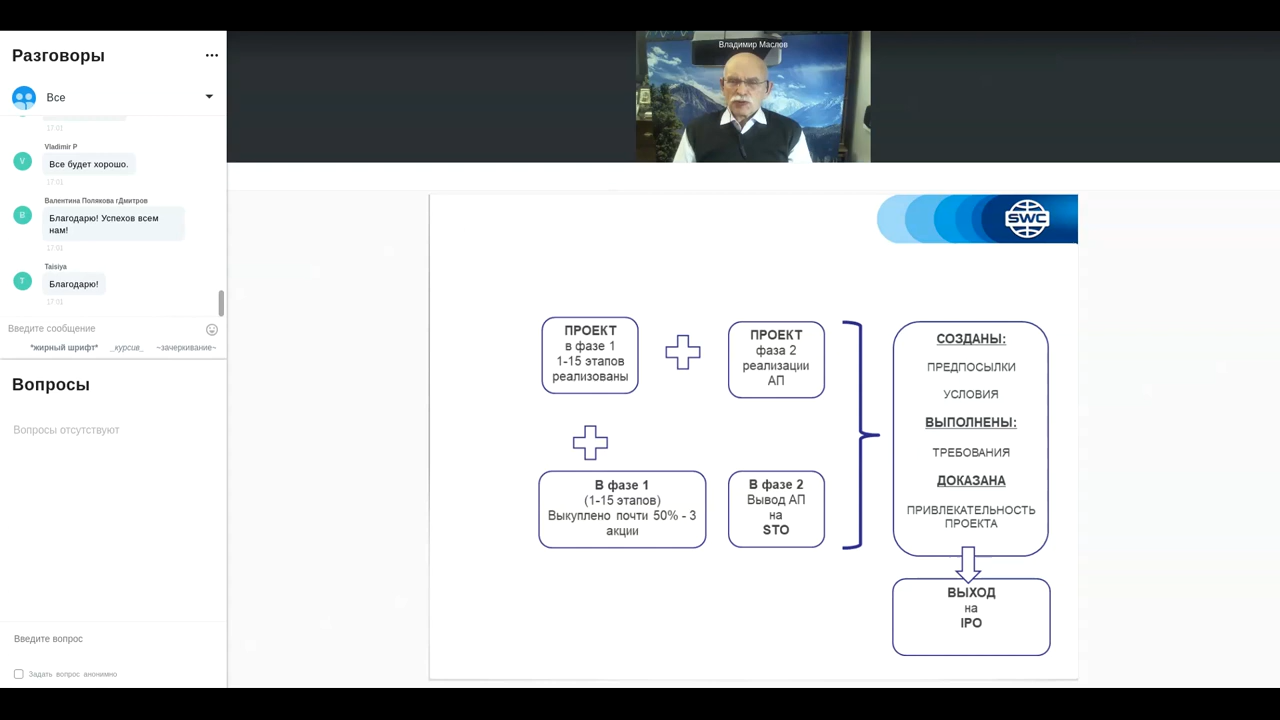 Разговоры
Все
17:01
Vladimir P
Все будет хорошо.
17:01
Валентина Полякова гДмитров
Благодарю! Успехов всем
нам!
17:01
Taisiya
Благодарю!
17:01
Введите сообщение
*жирный шрифт* _курсив_ ~зачеркивание~
Вопросы
Вопросы отсутствуют
Введите вопрос
Задать вопрос анонимно
Владимир Маслов
SWC
ПРОЕКТ
в фазе 1
1-15 этапов
реализованы
ПРОЕКТ
фаза 2
реализации
АП
В фазе 1
(1-15 этапов)
Выкуплено почти 50% - 3
акции
В фазе 2
Вывод АП
на
STO
СОЗДАНЫ:
ПРЕДПОСЫЛКИ
УСЛОВИЯ
ВЫПОЛНЕНЫ:
ТРЕБОВАНИЯ
ДОКАЗАНА
ПРИВЛЕКАТЕЛЬНОСТЬ
ПРОЕКТА
ВЫХОД
на
IPO